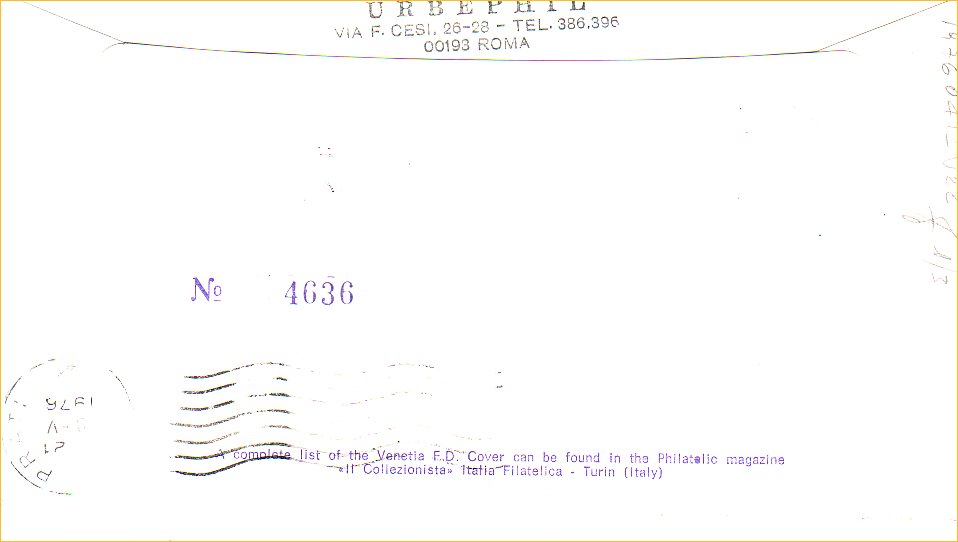 URBEPHIL
VIA F. CESI, 26-28 - TEL. 386.396
00193 ROMA
No 4636
1976
complete list of the Venetia F.D. Cover can be found in the Philatelic magazine
«Il Collezionista» Italia Filatelica - Turin (Italy)